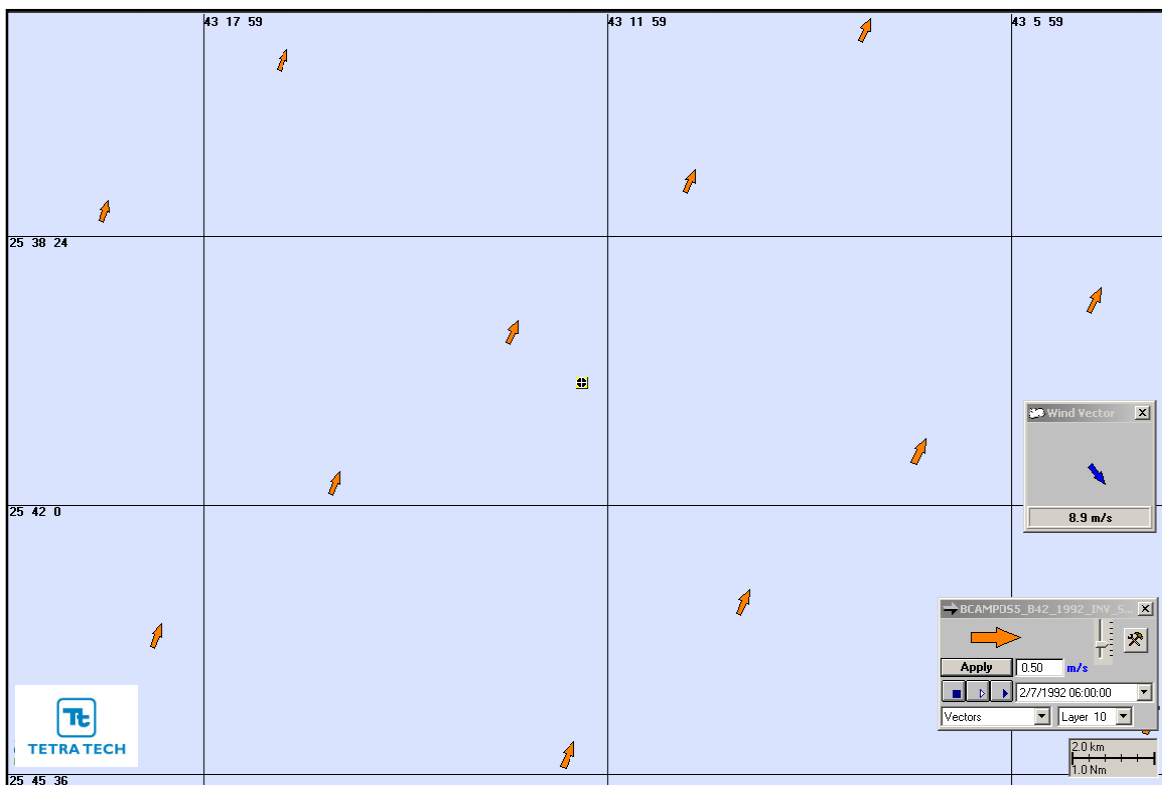 43 17 59
43 11 59
43 5 59
25 38 24
25 42 0
25 45 36
Wind Vector
8.9 m/s
BCAMPOS5_B42_1992_INV_S...
Apply
0.50
m/s
2/7/1992 06:00:00
Vectors
Layer 10
2.0 km
1.0 Nm
Tt
TETRA TECH